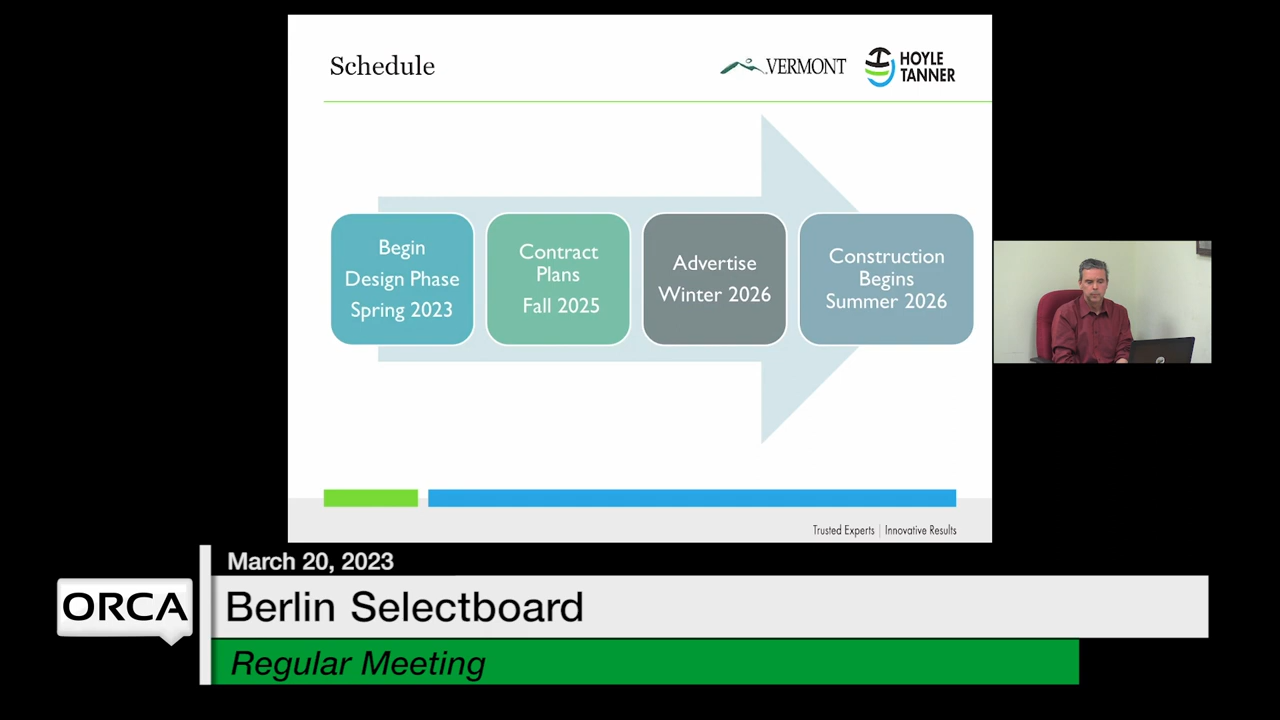 Schedule
VERMONT
HOYLE
TANNER
Begin
Design Phase
Spring 2023
Contract
Plans
Fall 2025
Advertise
Winter 2026
Construction
Begins
Summer 2026
Trusted Experts | Innovative Results
March 20, 2023
ORCA
Berlin Selectboard
Regular Meeting